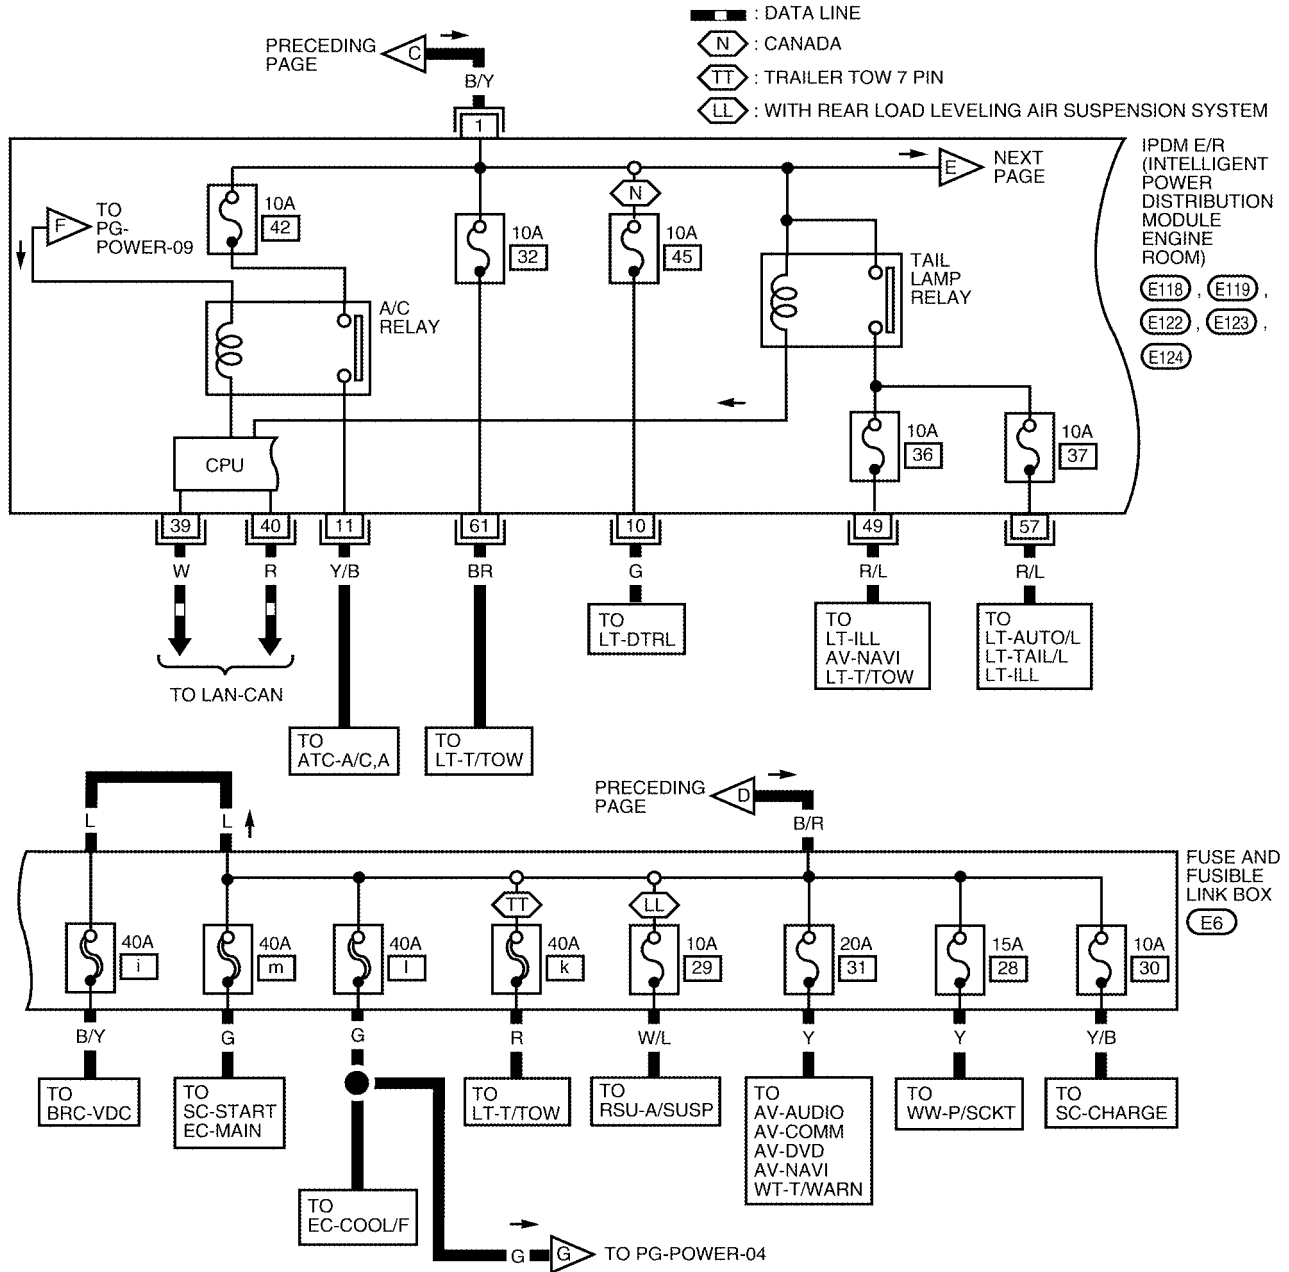 : DATA LINE
N : CANADA
TT : TRAILER TOW 7 PIN
LL : WITH REAR LOAD LEVELING AIR SUSPENSION SYSTEM
PRECEDING
PAGE
C
B/Y
1
IPDM E/R
(INTELLIGENT
POWER
DISTRIBUTION
MODULE
ENGINE
ROOM)
E118 , E119 ,
E122 , E123 ,
E124
E
NEXT
PAGE
N
F
TO
PG-
POWER-09
10A
42
10A
32
10A
45
TAIL
LAMP
RELAY
A/C
RELAY
10A
36
10A
37
CPU
39
40
11
61
10
49
57
W
R
Y/B
BR
G
R/L
R/L
TO LAN-CAN
TO
ATC-A/C,A
TO
LT-T/TOW
TO
LT-DTRL
TO
LT-ILL
AV-NAVI
LT-T/TOW
TO
LT-AUTO/L
LT-TAIL/L
LT-ILL
PRECEDING
PAGE
D
B/R
L
L
FUSE AND
FUSIBLE
LINK BOX
E6
TT
LL
40A
i
40A
m
40A
l
40A
k
10A
29
20A
31
15A
28
10A
30
B/Y
G
G
R
W/L
Y
Y
Y/B
TO
BRC-VDC
TO
SC-START
EC-MAIN
TO
LT-T/TOW
TO
RSU-A/SUSP
TO
AV-AUDIO
AV-COMM
AV-DVD
AV-NAVI
WT-T/WARN
TO
WW-P/SCKT
TO
SC-CHARGE
TO
EC-COOL/F
G
G
TO PG-POWER-04